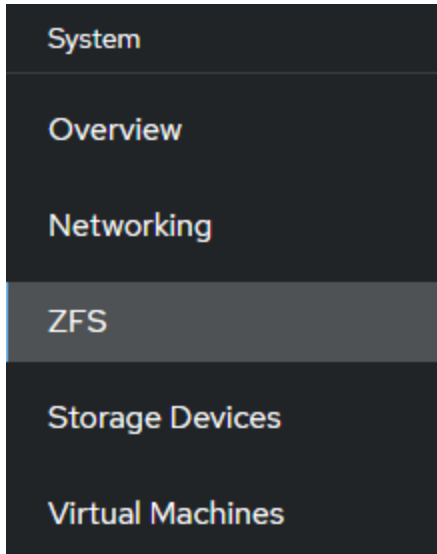 System
Overview
Networking
ZFS
Storage Devices
Virtual Machines